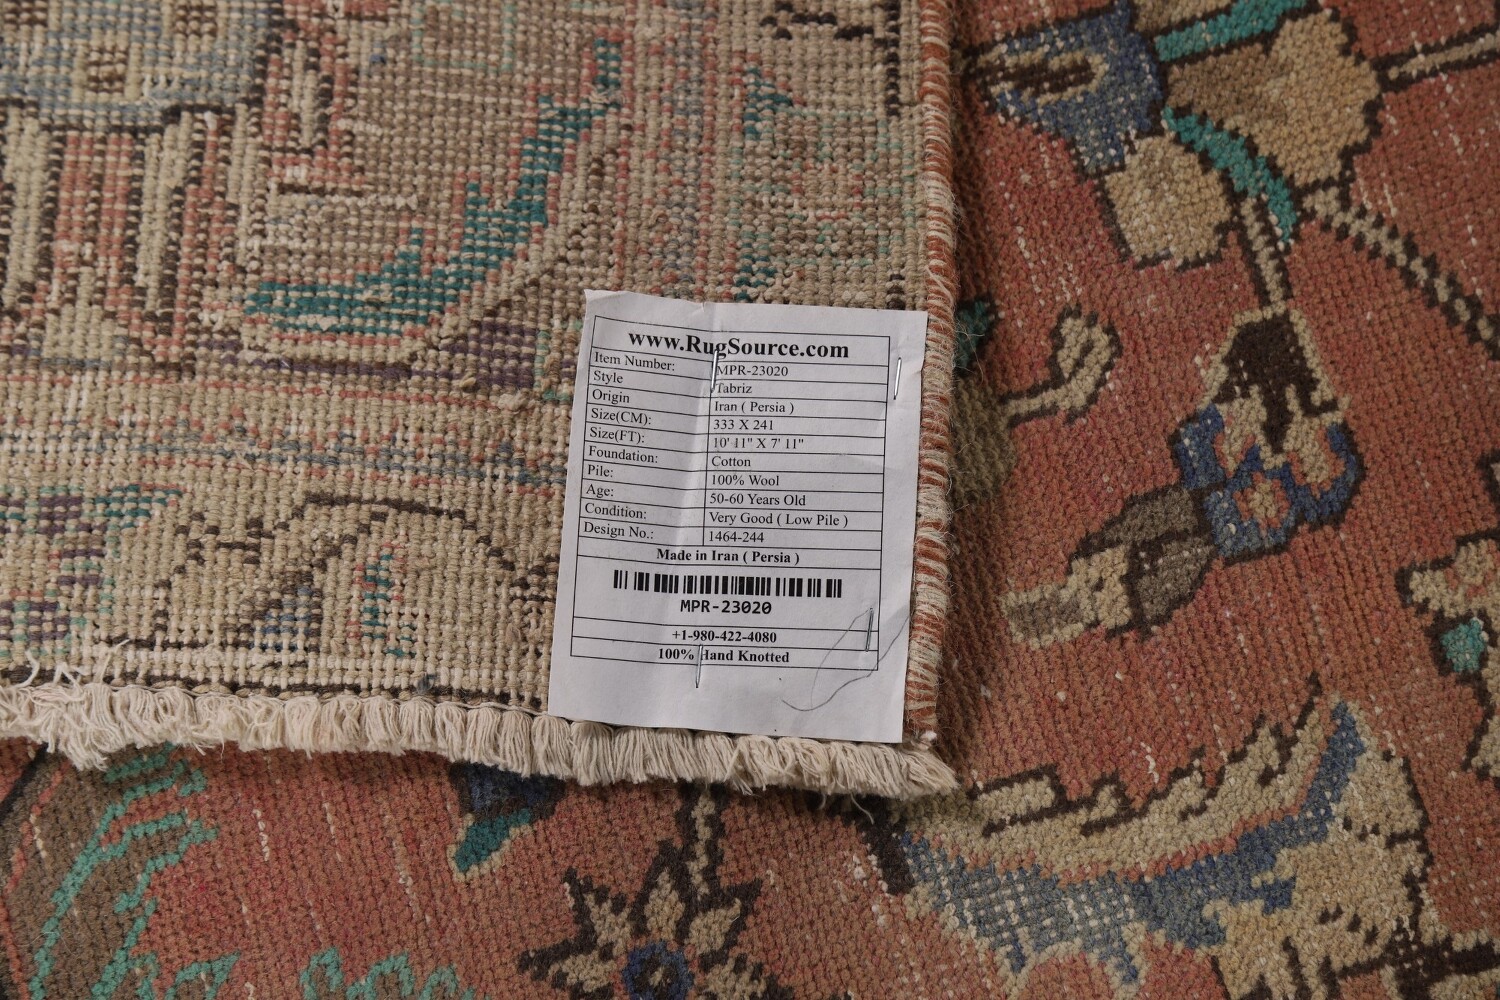 www.RugSource.com
Item Number: MPR-23020
Style Tabriz
Origin Iran ( Persia )
Size(CM): 333 X 241
Size(FT): 10' 11" X 7' 11"
Foundation: Cotton
Pile: 100% Wool
Age: 50-60 Years Old
Condition: Very Good ( Low Pile )
Design No.: 1464-244
Made in Iran ( Persia )
MPR-23020
+1-980-422-4080
100% Hand Knotted